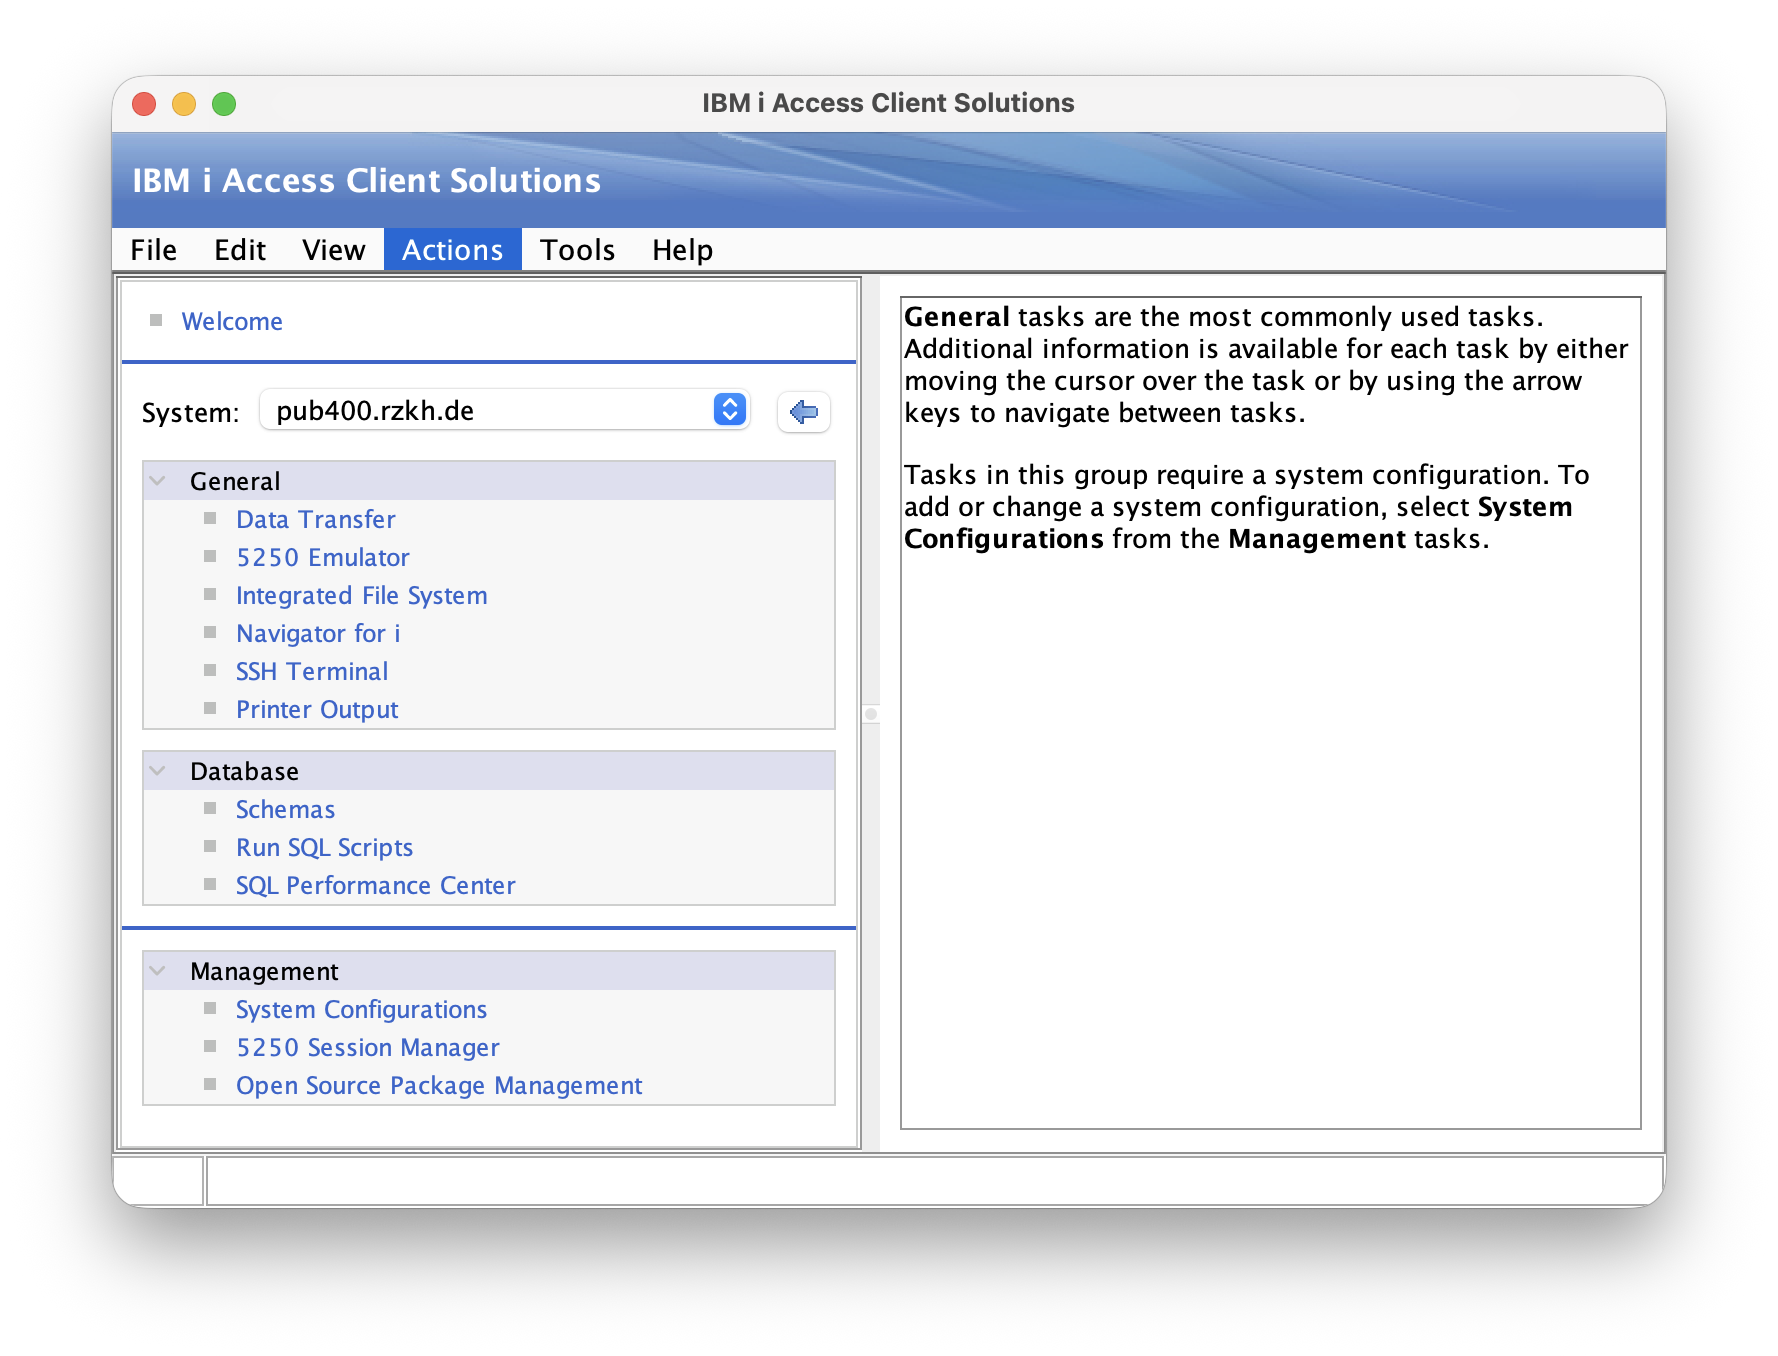 IBM i Access Client Solutions
IBM i Access Client Solutions
File Edit View Actions Tools Help
Welcome
System: pub400.rzkh.de
General
Data Transfer
5250 Emulator
Integrated File System
Navigator for i
SSH Terminal
Printer Output
Database
Schemas
Run SQL Scripts
SQL Performance Center
Management
System Configurations
5250 Session Manager
Open Source Package Management
General tasks are the most commonly used tasks.
Additional information is available for each task by either
moving the cursor over the task or by using the arrow
keys to navigate between tasks.
Tasks in this group require a system configuration. To
add or change a system configuration, select System
Configurations from the Management tasks.